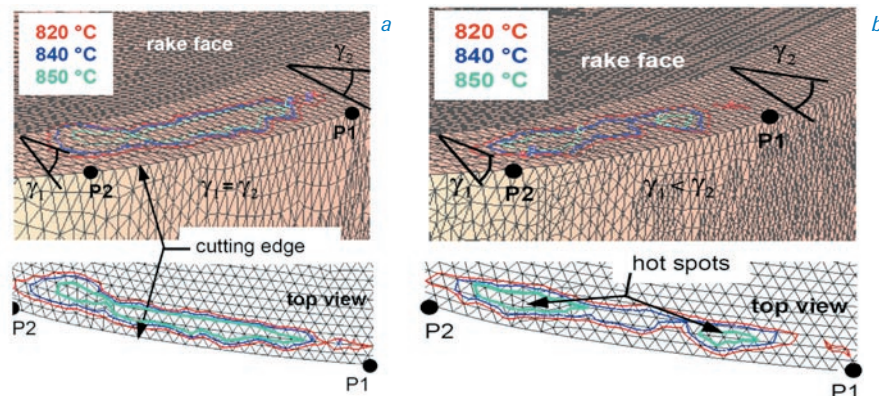 a
820 °C
840 °C
850 °C
rake face
γ2
P1
γ1
P2
γ1 = γ2
cutting edge
top view
P2
P1
b
820 °C
840 °C
850 °C
rake face
γ2
P1
γ1
P2
γ1 < γ2
hot spots
top view
P2
P1